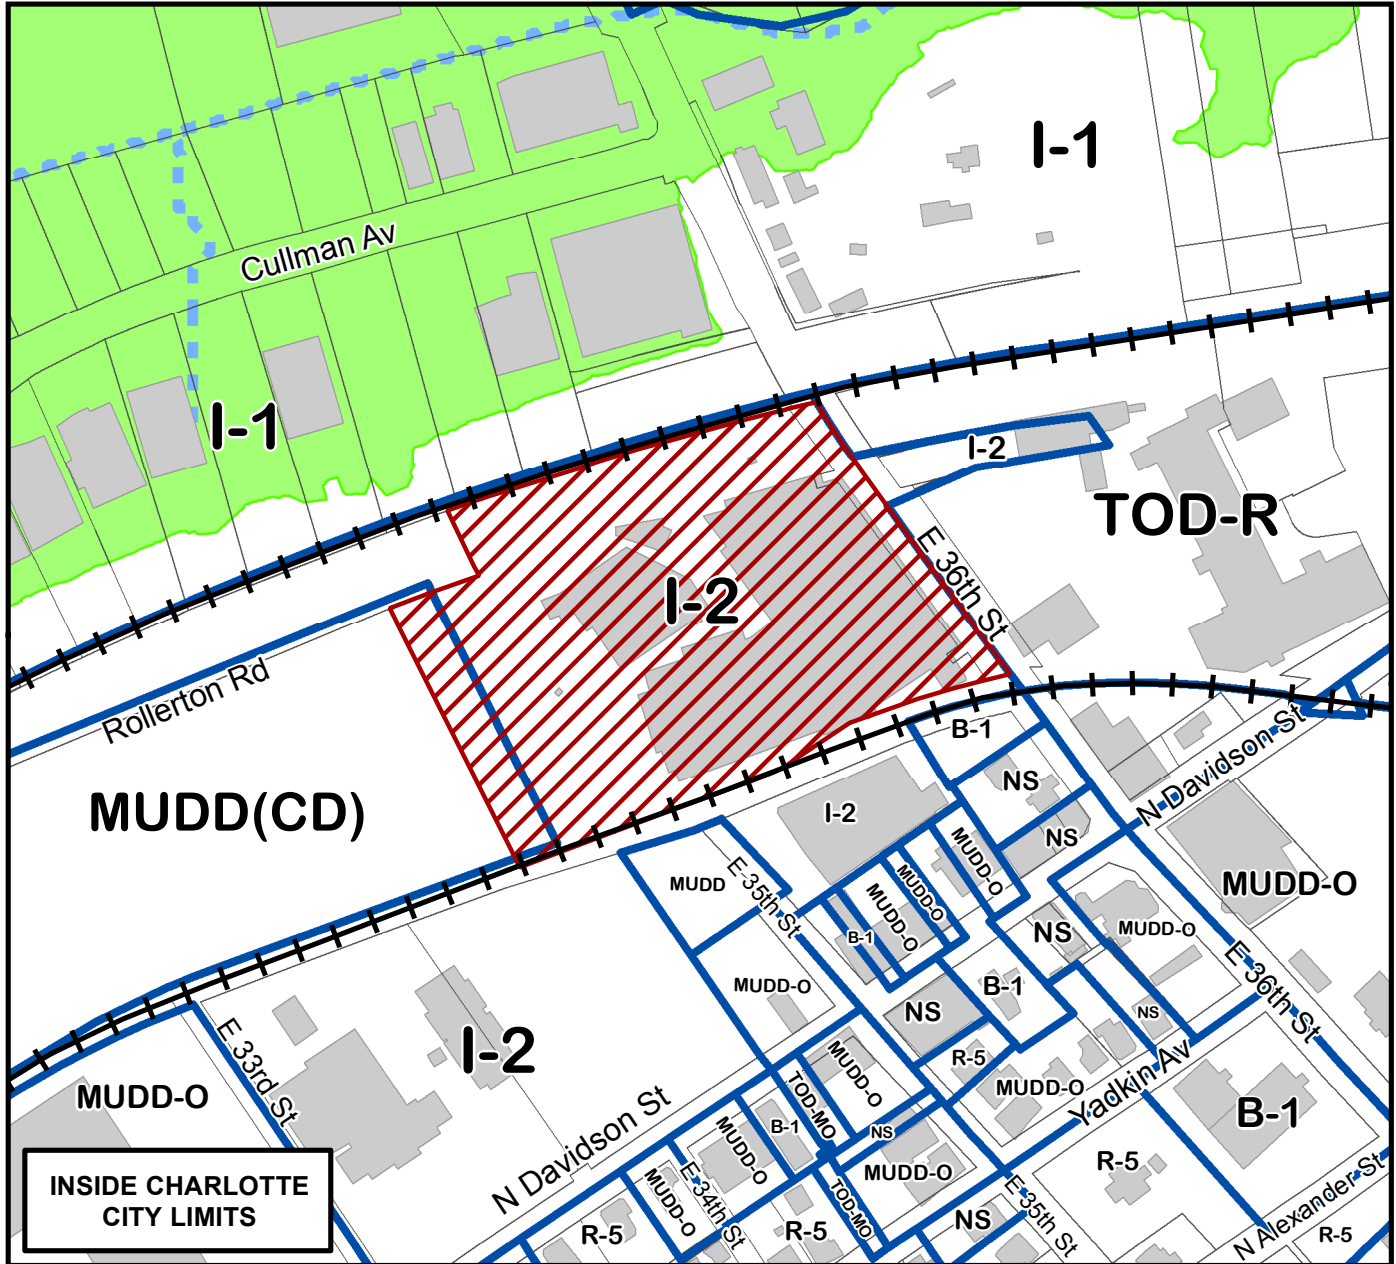 I-1
Cullman Av
I-1
I-2
TOD-R
E 36th St
I-2
Rollerton Rd
N Davidson St
B-1
NS
MUDD(CD)
I-2
NS
MUDD-O
MUDD
E 35th St
MUDD-O
MUDD-O
MUDD-O
B-1
NS
MUDD-O
E 36th St
MUDD-O
B-1
NS
NS
E 33rd St
I-2
R-5
MUDD-O
MUDD-O
Yadkin Av
MUDD-O
TOD-MO
B-1
NS
B-1
MUDD-O
N Davidson St
MUDD-O
R-5
E 34th St
MUDD-O
TOD-MO
E 35th St
N Alexander St
R-5
R-5
NS
R-5
INSIDE CHARLOTTE
CITY LIMITS